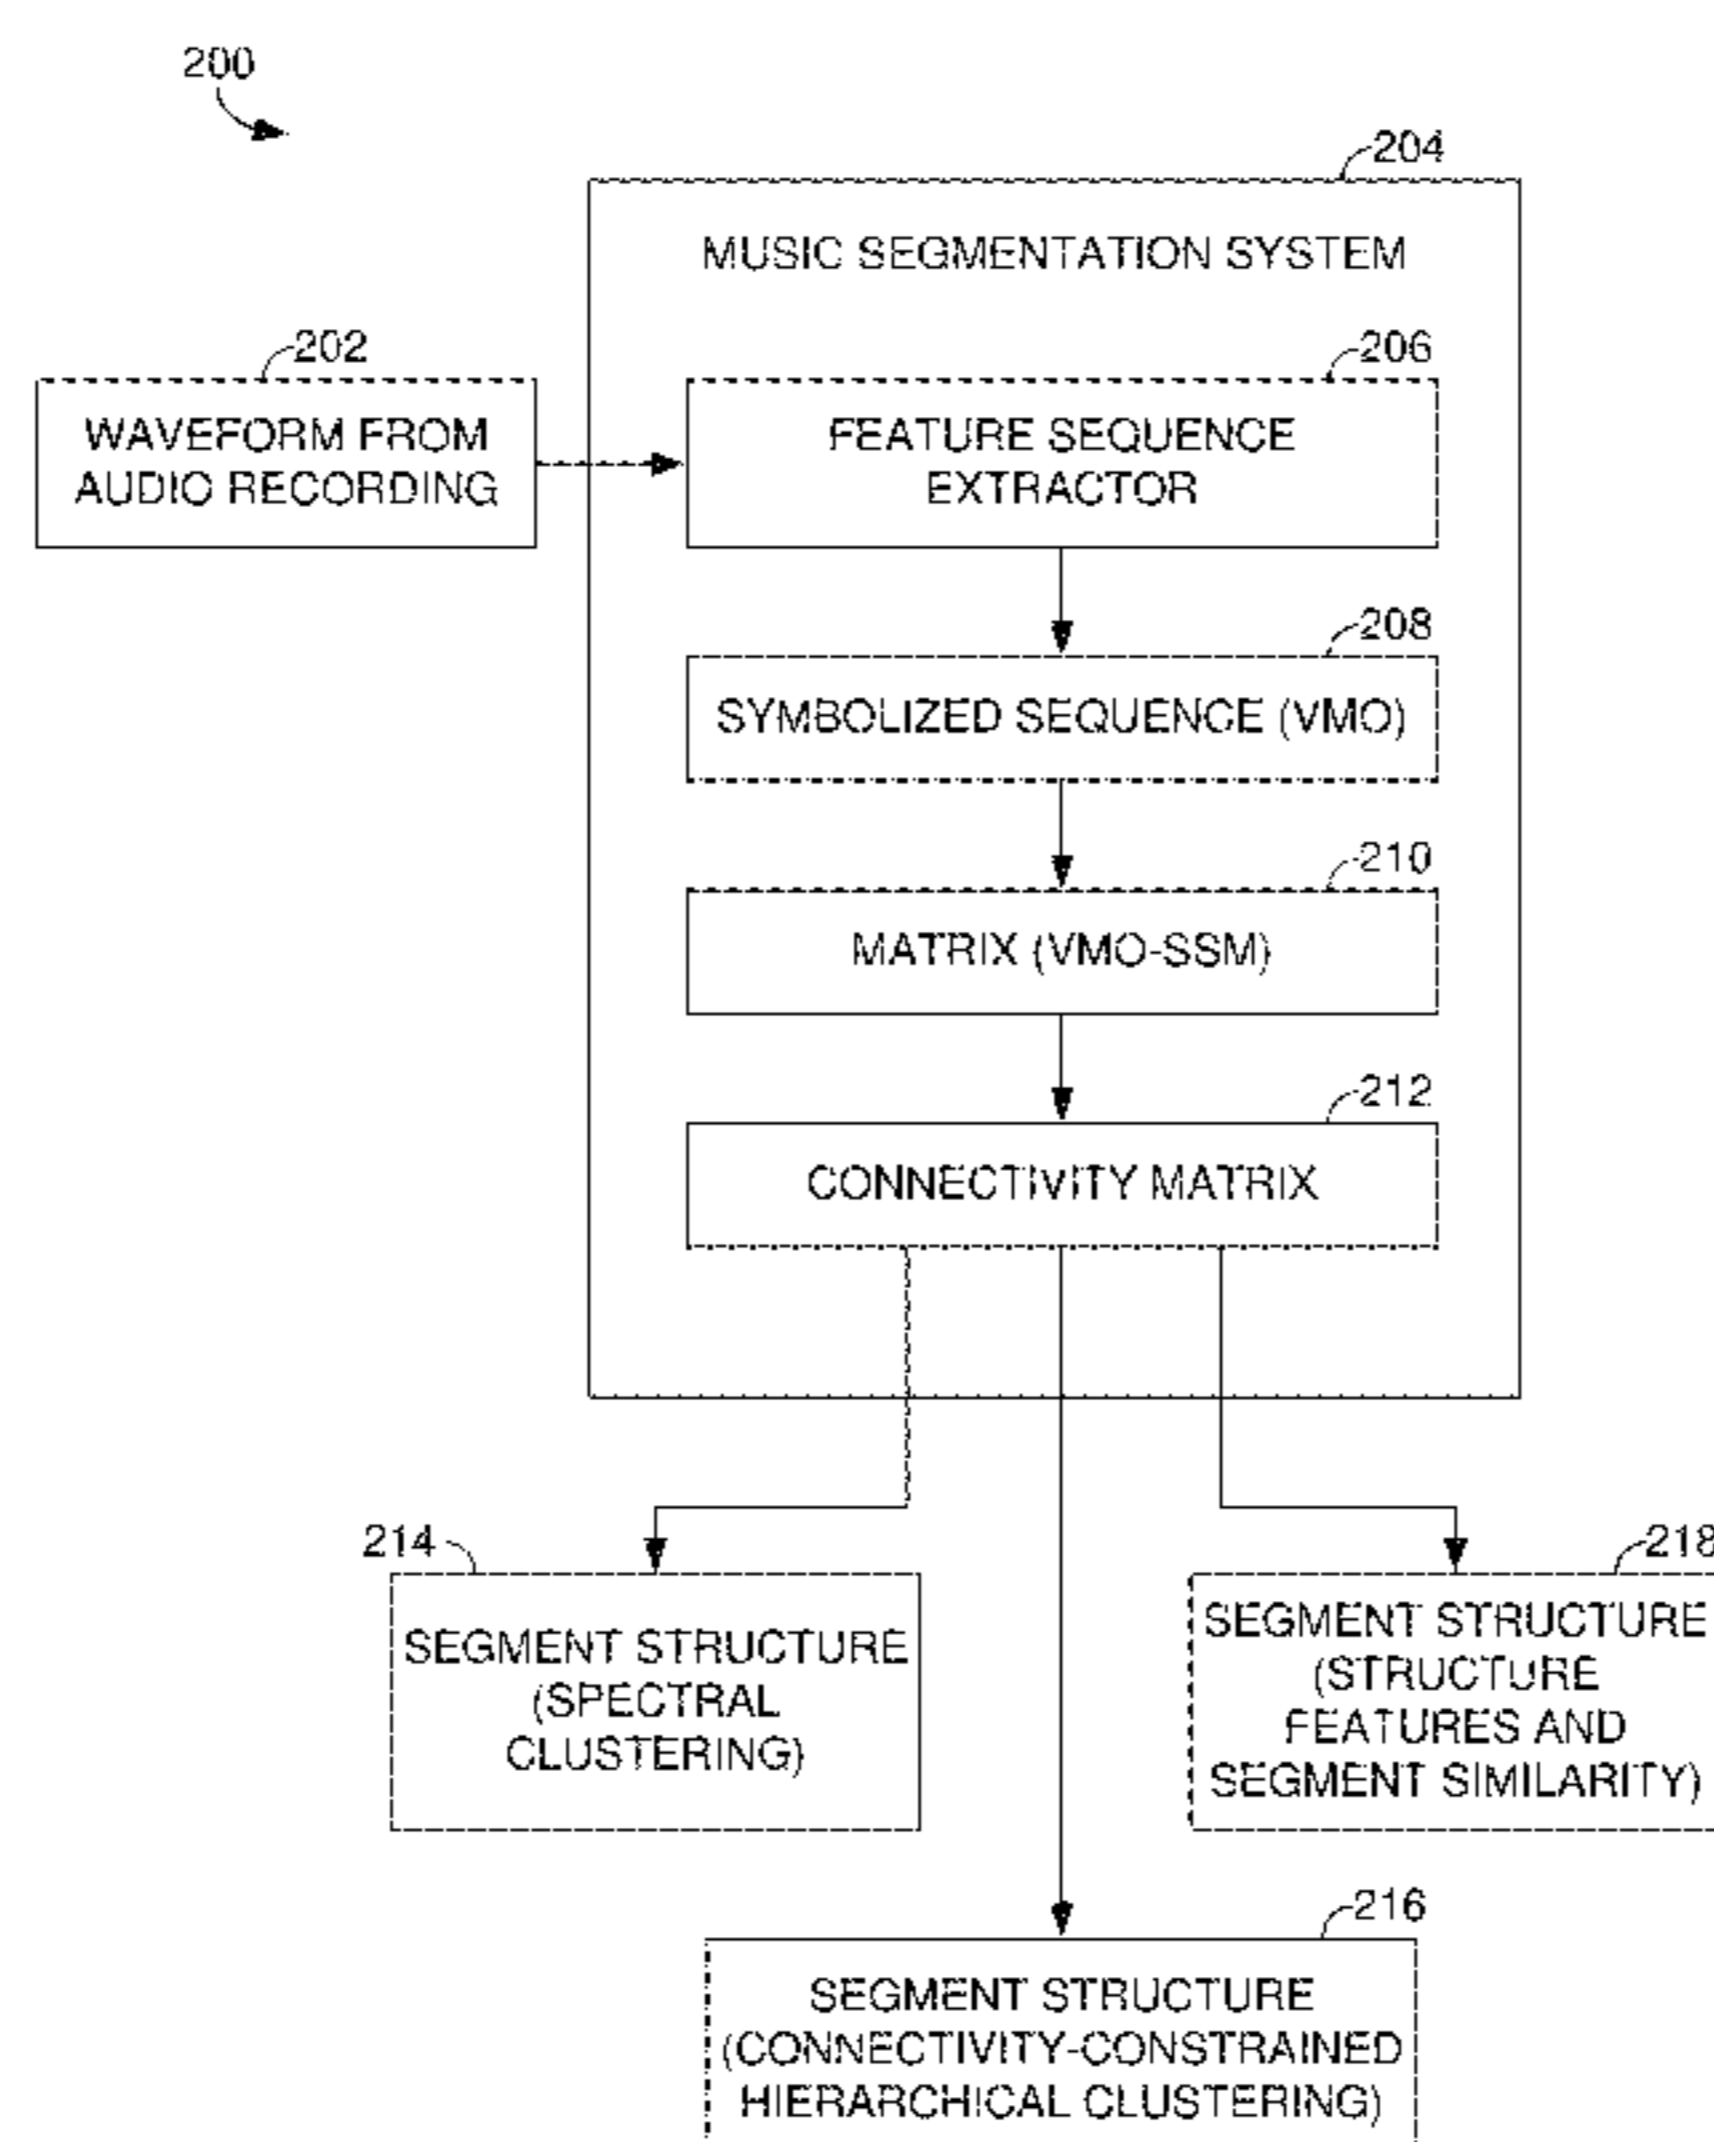 200
204
MUSIC SEGMENTATION SYSTEM
202
WAVEFORM FROM
AUDIO RECORDING
206
FEATURE SEQUENCE
EXTRACTOR
208
SYMBOLIZED SEQUENCE (VMO)
210
MATRIX (VMO-SSM)
212
CONNECTIVITY MATRIX
214
SEGMENT STRUCTURE
(SPECTRAL
CLUSTERING)
218
SEGMENT STRUCTURE
(STRUCTURE
FEATURES AND
SEGMENT SIMILARITY)
216
SEGMENT STRUCTURE
(CONNECTIVITY-CONSTRAINED
HIERARCHICAL CLUSTERING)